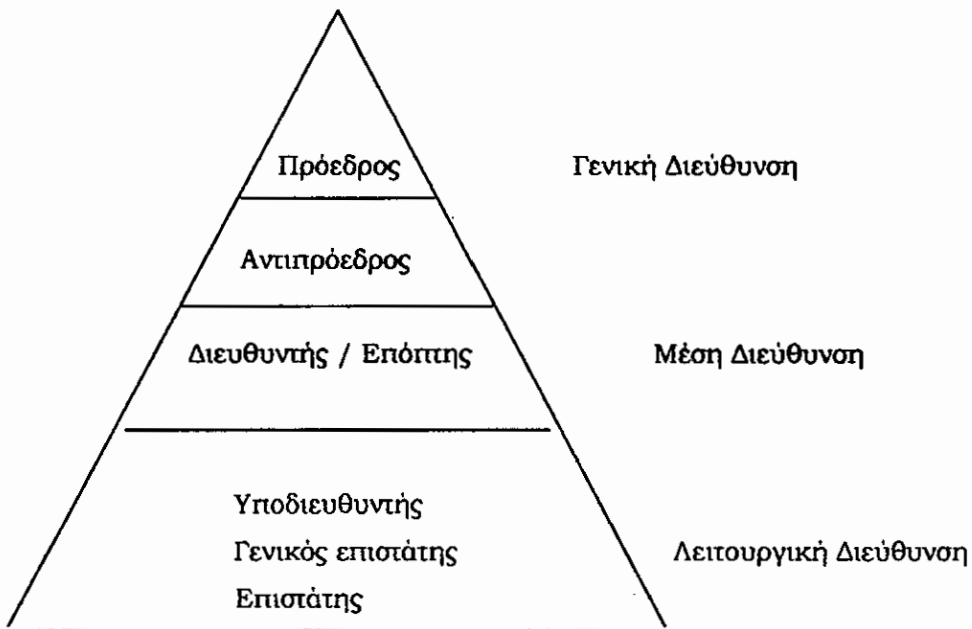 Πρόεδρος Γενική Διεύθυνση
Αντιπρόεδρος
Διευθυντής / Επόπτης Μέση Διεύθυνση
Υποδιευθυντής
Γενικός επιστάτης Λειτουργική Διεύθυνση
Επιστάτης